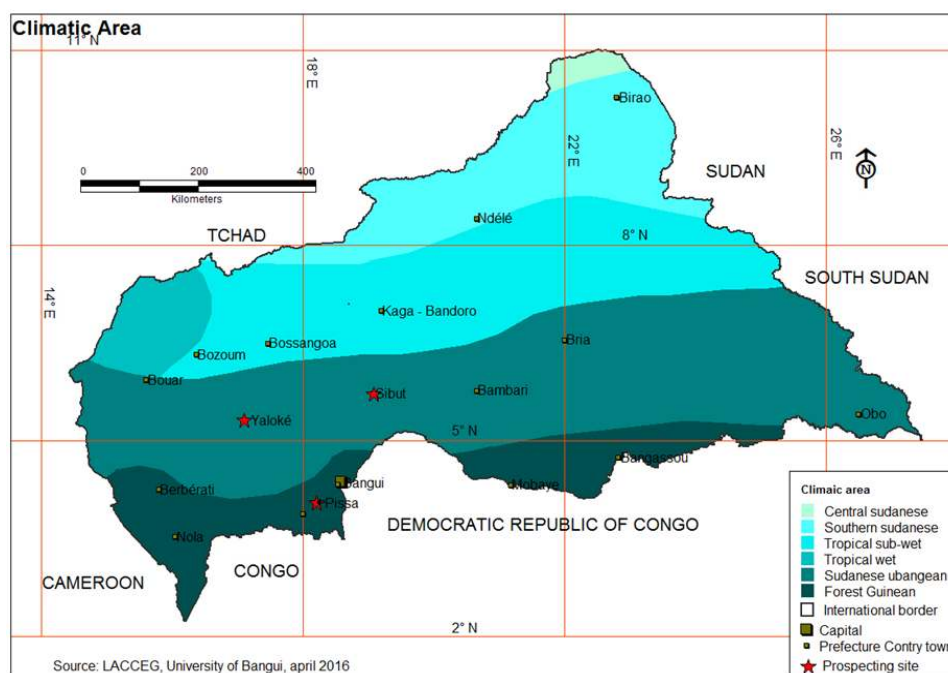 Climatic Area
11° N
18° E
22° E
26° E
Birao
0 200 400
Kilometers
N
SUDAN
Ndélé
TCHAD
8° N
SOUTH SUDAN
14° E
Kaga - Bandoro
Bria
Bossangoa
Bozoum
Bouar
Sibut
Bambari
Yaloké
Obo
5° N
Bangassou
Berbérati
Bangui
Mobaye
Pissa
DEMOCRATIC REPUBLIC OF CONGO
Nola
CONGO
CAMEROON
2° N
Climaic area
Central sudanese
Southern sudanese
Tropical sub-wet
Tropical wet
Sudanese ubangean
Forest Guinean
International border
Capital
Prefecture Contry town
Prospecting site
Source: LACCEG, University of Bangui, april 2016